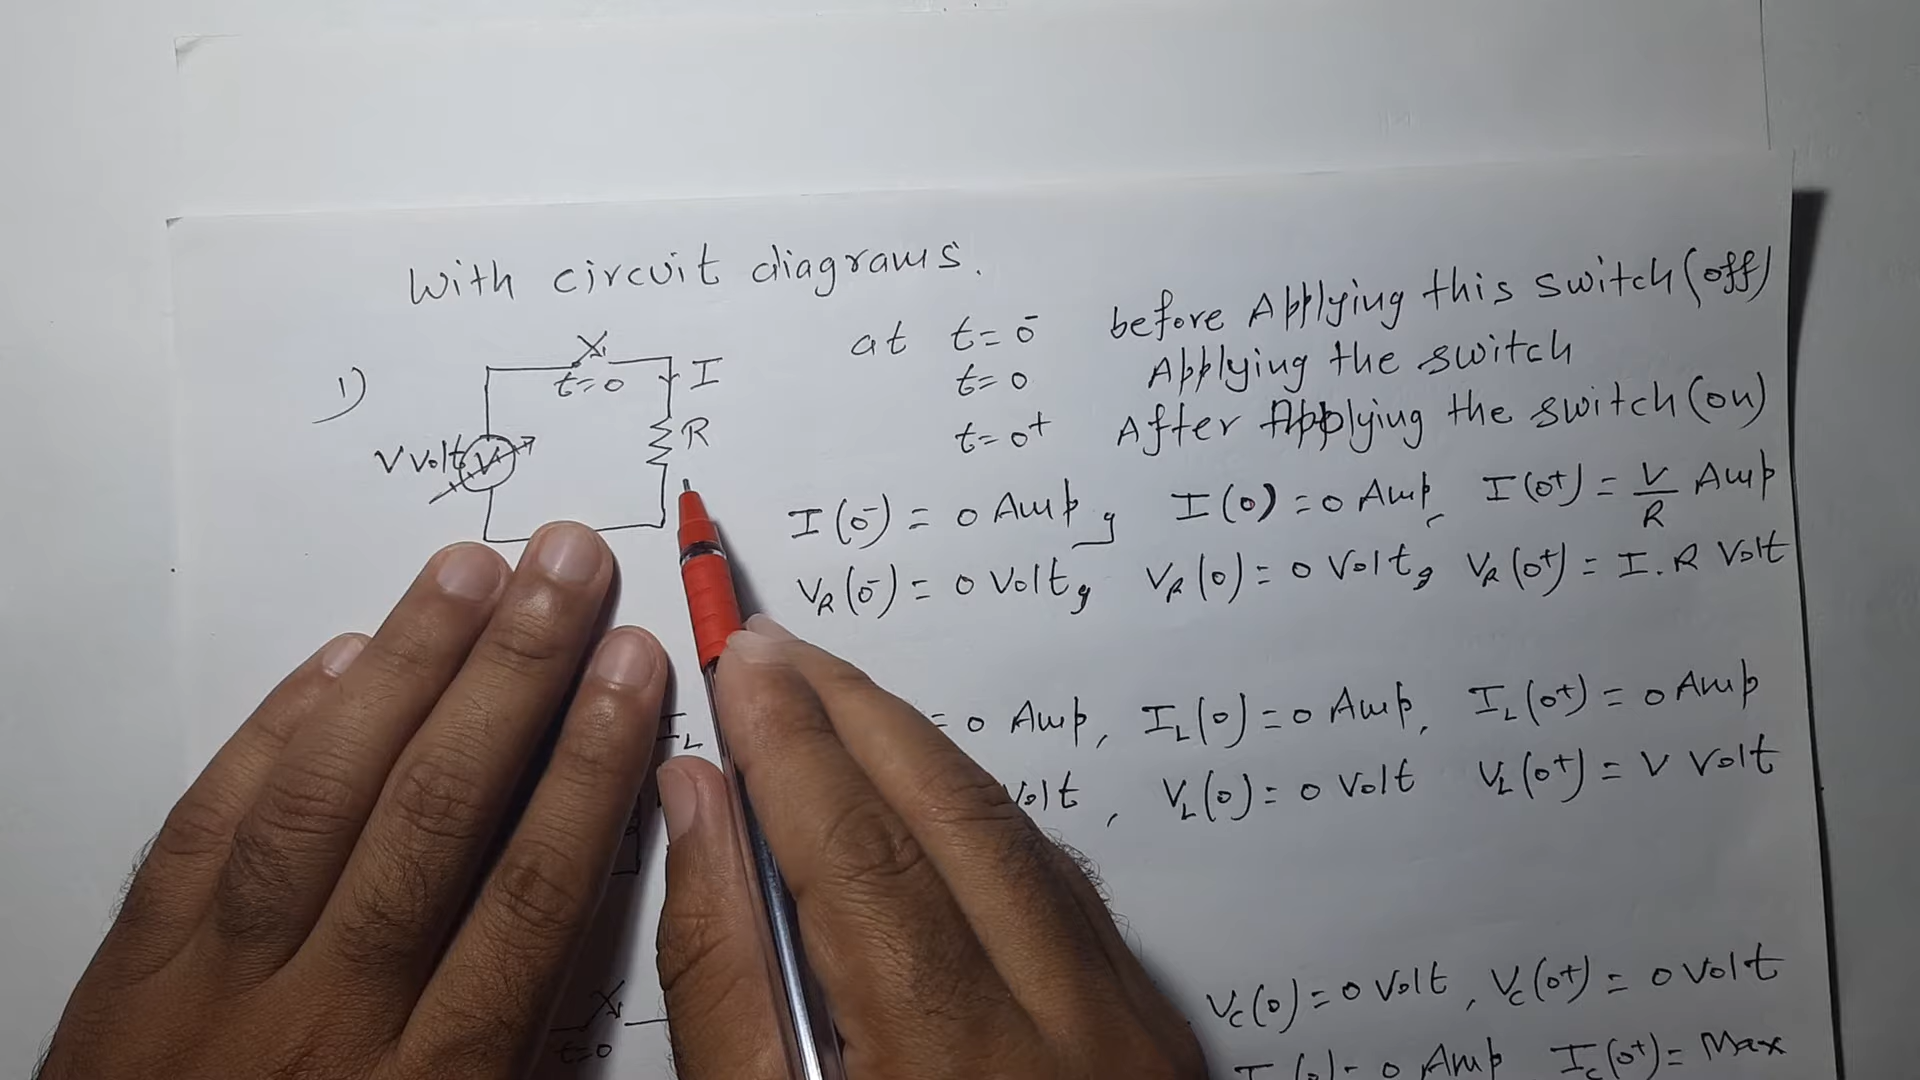 With circuit diagrams.
at t=0⁻ before Applying this switch (off)
t=0 Applying the switch
t=0⁺ After Applying the switch (on)
1)
X
t=0
I
R
V Volt
V
I(0⁻) = 0 Amp, I(0) = 0 Amp, I(0⁺) = V/R Amp
V_R(0⁻) = 0 Volt, V_R(0) = 0 Volt, V_R(0⁺) = I.R Volt
I_L
= 0 Amp, I_L(0) = 0 Amp, I_L(0⁺) = 0 Amp
Volt, V_L(0) = 0 Volt V_L(0⁺) = V Volt
X
t=0
V_C(0) = 0 Volt, V_C(0⁺) = 0 Volt
(0) = 0 Amp I_C(0⁺) = Max